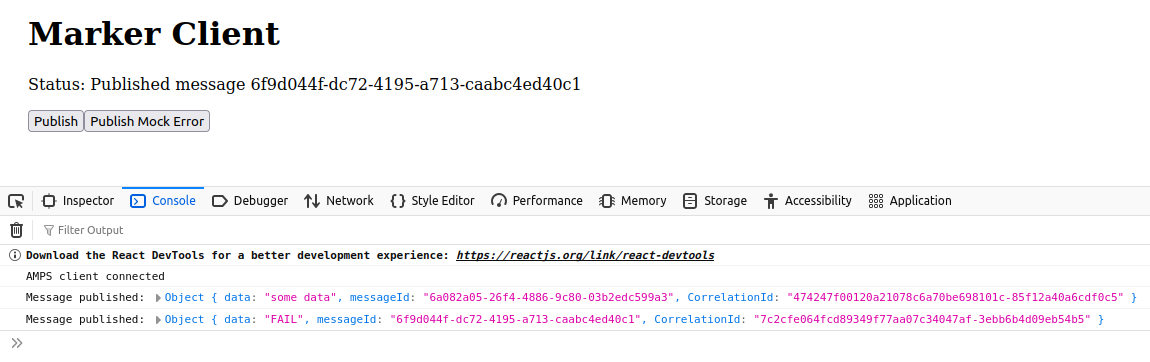 Marker Client
Status: Published message 6f9d044f-dc72-4195-a713-caabc4ed40c1
Publish Publish Mock Error
Inspector Console Debugger Network Style Editor Performance Memory Storage Accessibility Application
Filter Output
Download the React DevTools for a better development experience: https://reactjs.org/link/react-devtools
AMPS client connected
Message published: Object { data: "some data", messageId: "6a082a05-26f4-4886-9c80-03b2edc599a3", CorrelationId: "474247f00120a21078c6a70be698101c-85f12a40a6cdf0c5" }
Message published: Object { data: "FAIL", messageId: "6f9d044f-dc72-4195-a713-caabc4ed40c1", CorrelationId: "7c2cfe064fcd89349f77aa07c34047af-3ebb6b4d09eb54b5" }